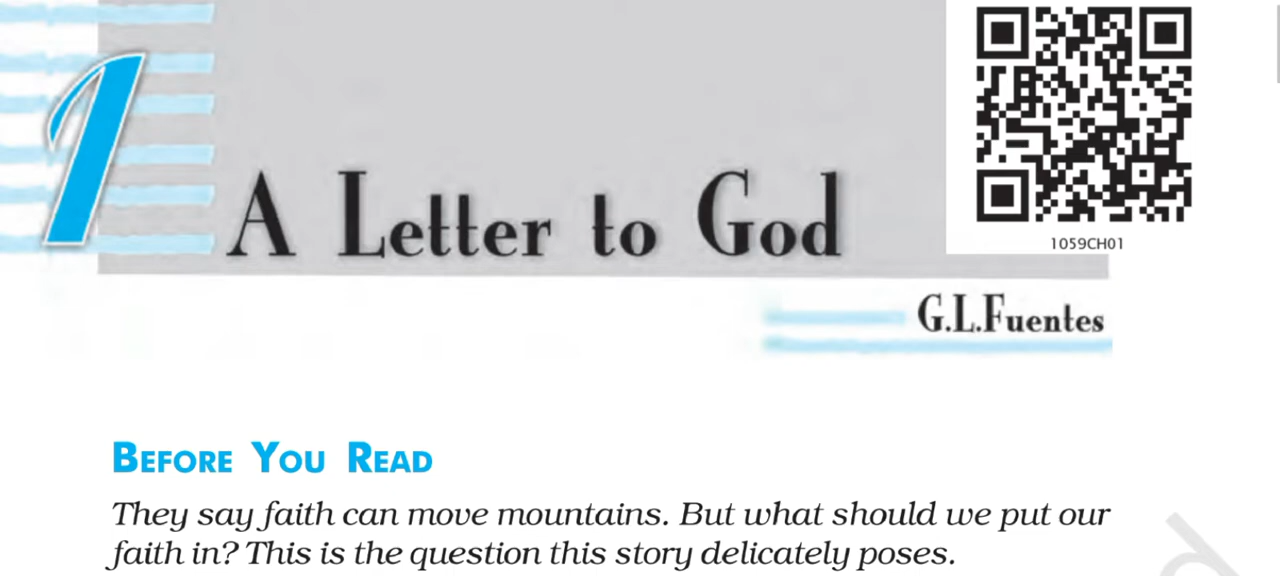 1
A Letter to God
1059CH01
G.L.Fuentes
BEFORE YOU READ
They say faith can move mountains. But what should we put our
faith in? This is the question this story delicately poses.